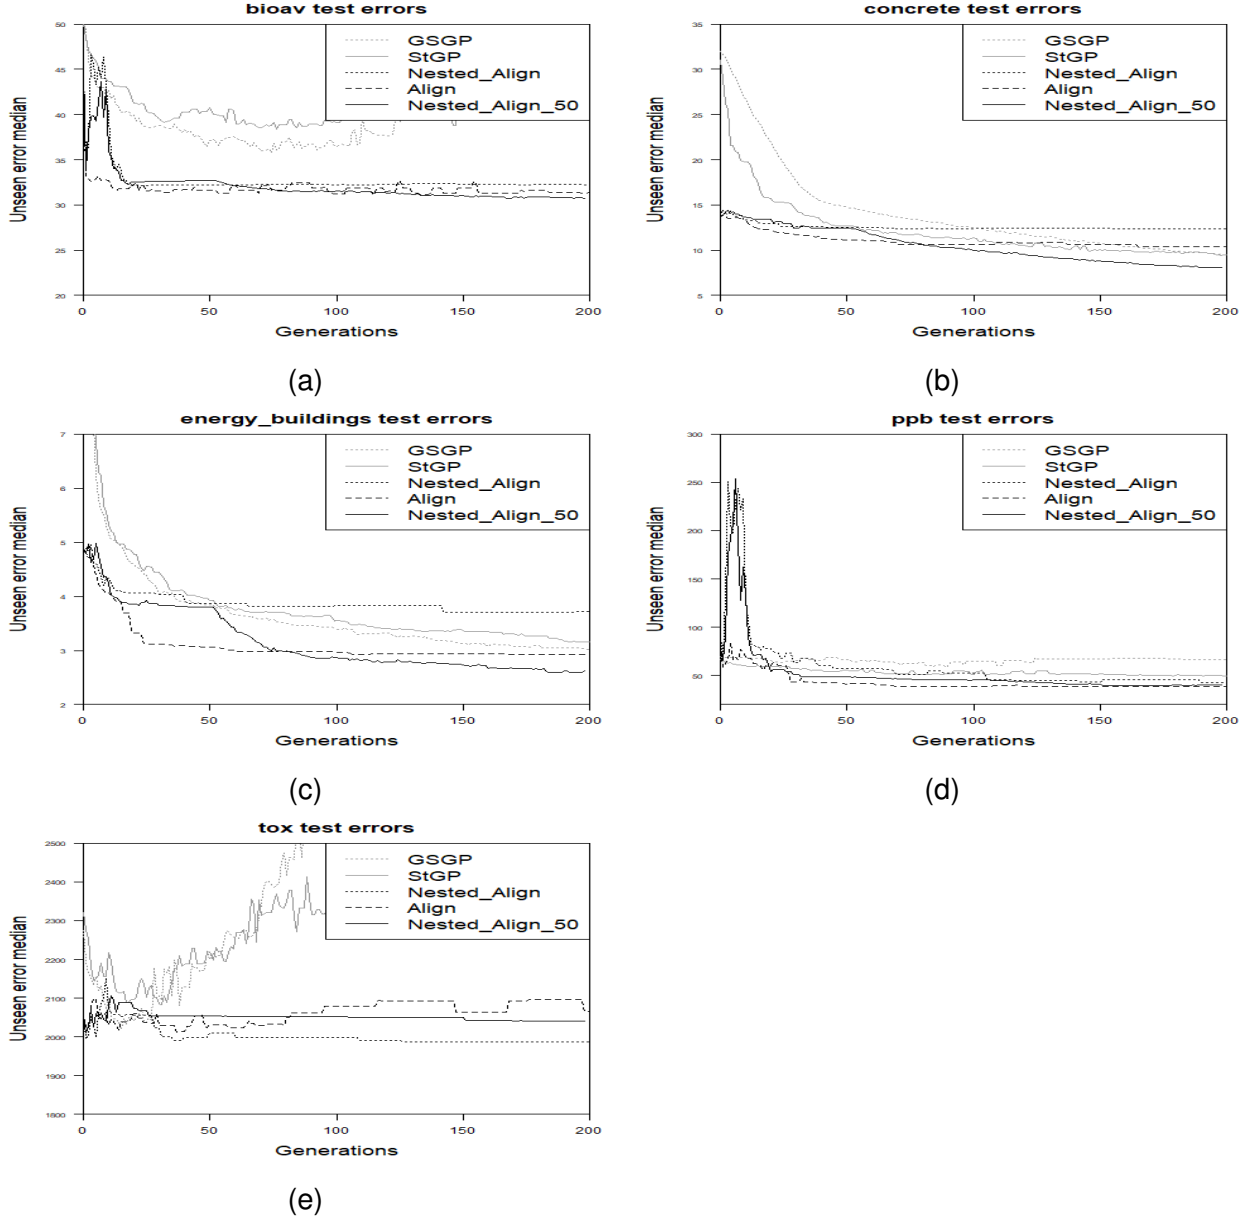 bioav test errors
Unseen error median
50
45
40
35
30
25
20
GSGP
StGP
Nested_Align
Align
Nested_Align_50
0
50
100
150
200
Generations
(a)
concrete test errors
Unseen error median
35
30
25
20
15
10
5
GSGP
StGP
Nested_Align
Align
Nested_Align_50
0
50
100
150
200
Generations
(b)
energy_buildings test errors
Unseen error median
7
6
5
4
3
2
GSGP
StGP
Nested_Align
Align
Nested_Align_50
0
50
100
150
200
Generations
(c)
ppb test errors
Unseen error median
300
250
200
150
100
50
GSGP
StGP
Nested_Align
Align
Nested_Align_50
0
50
100
150
200
Generations
(d)
tox test errors
Unseen error median
2500
2400
2300
2200
2100
2000
1900
1800
GSGP
StGP
Nested_Align
Align
Nested_Align_50
0
50
100
150
200
Generations
(e)